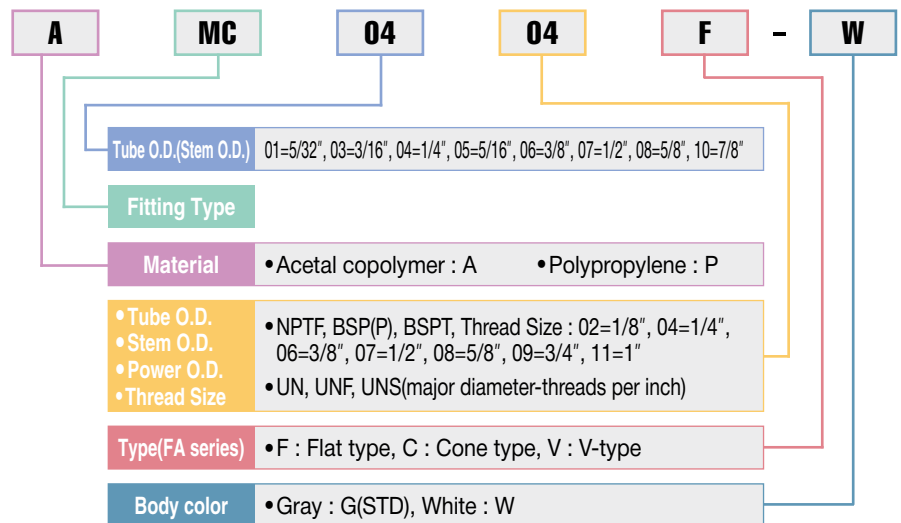 A MC 04 04 F - W
Tube O.D.(Stem O.D.) 01=5/32", 03=3/16", 04=1/4", 05=5/16", 06=3/8", 07=1/2", 08=5/8", 10=7/8"
Fitting Type
Material •Acetal copolymer : A •Polypropylene : P
•Tube O.D.
•Stem O.D.
•Power O.D.
•Thread Size
•NPTF, BSP(P), BSPT, Thread Size : 02=1/8", 04=1/4",
06=3/8", 07=1/2", 08=5/8", 09=3/4", 11=1"
•UN, UNF, UNS(major diameter-threads per inch)
Type(FA series) •F : Flat type, C : Cone type, V : V-type
Body color •Gray : G(STD), White : W